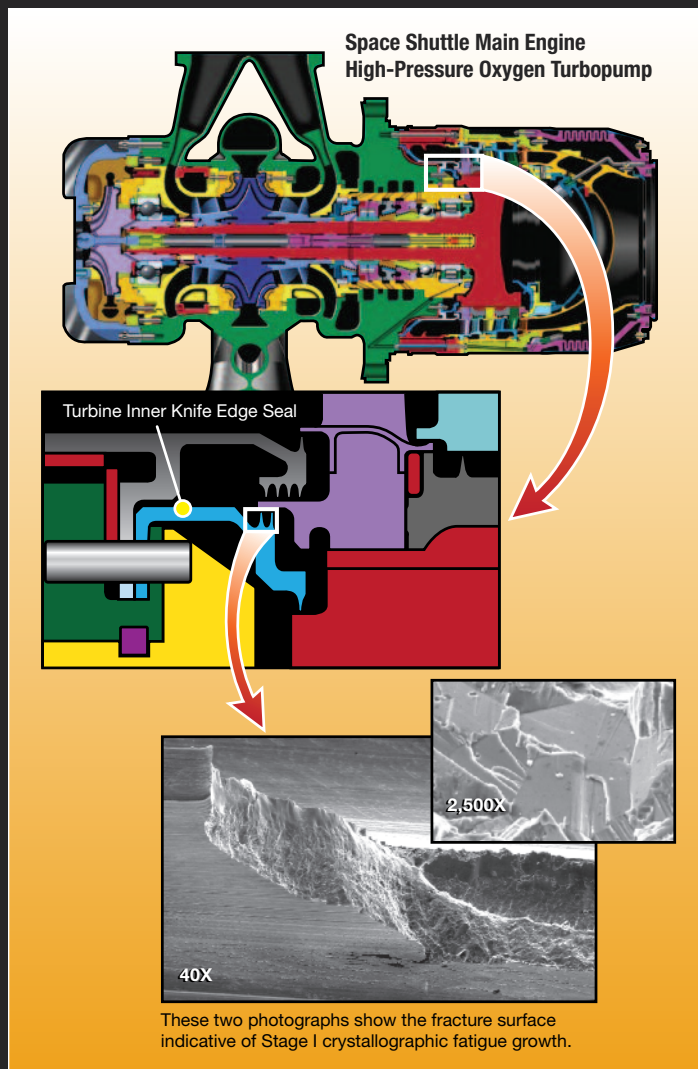 Space Shuttle Main Engine
High-Pressure Oxygen Turbopump
Turbine Inner Knife Edge Seal
2,500X
40X
These two photographs show the fracture surface
indicative of Stage I crystallographic fatigue growth.